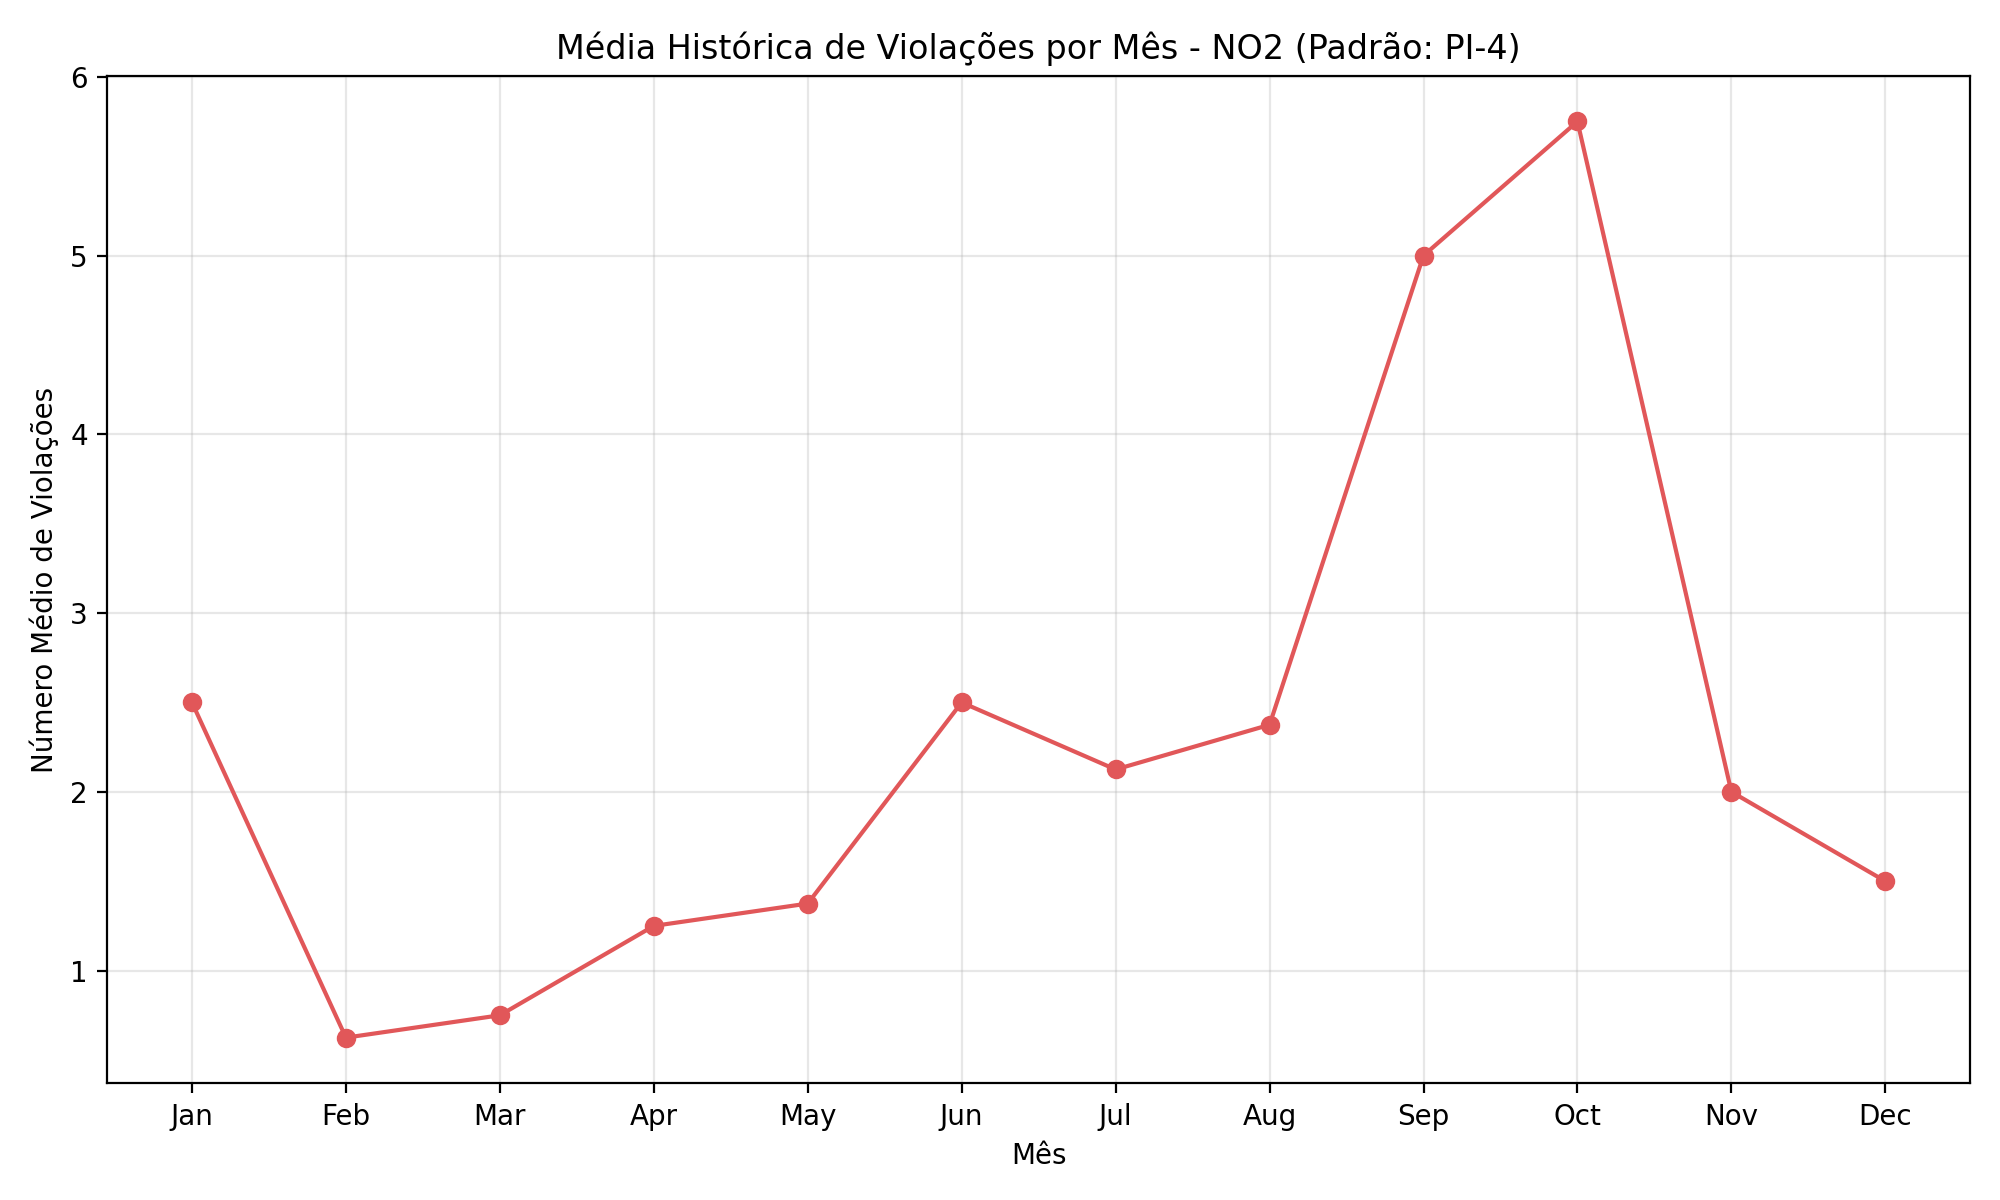 Média Histórica de Violações por Mês - NO2 (Padrão: PI-4)
Número Médio de Violações
6
5
4
3
2
1
Jan Feb Mar Apr May Jun Jul Aug Sep Oct Nov Dec
Mês